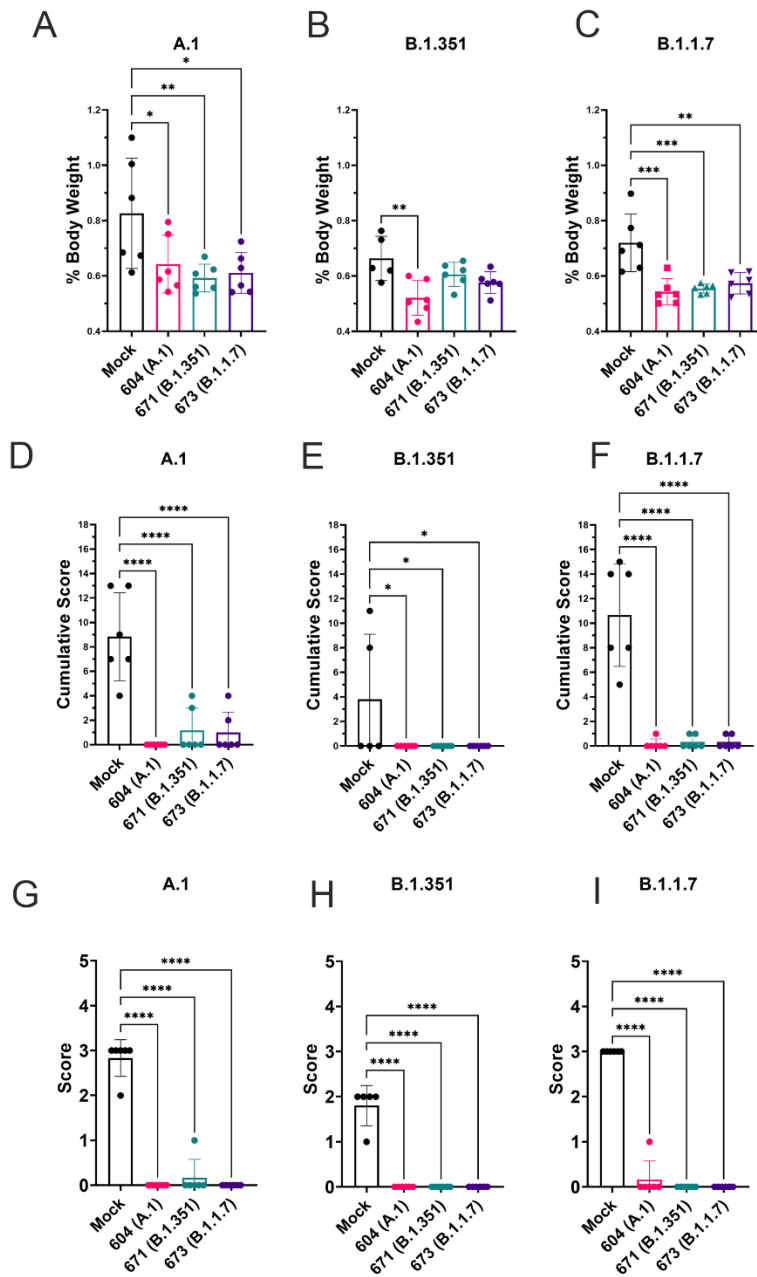 A
A.1
B
B.1.351
C
B.1.1.7
*
**
*
**
**
***
***
% Body Weight
1.2
1.0
0.8
0.6
0.4
Mock
604 (A.1)
671 (B.1.351)
673 (B.1.1.7)
% Body Weight
1.2
1.0
0.8
0.6
0.4
Mock
604 (A.1)
671 (B.1.351)
673 (B.1.1.7)
% Body Weight
1.2
1.0
0.8
0.6
0.4
Mock
604 (A.1)
671 (B.1.351)
673 (B.1.1.7)
D
A.1
E
B.1.351
F
B.1.1.7
****
****
****
*
*
*
****
****
****
Cumulative Score
18
16
14
13
12
10
8
6
4
2
0
Mock
604 (A.1)
671 (B.1.351)
673 (B.1.1.7)
Cumulative Score
18
16
14
13
12
10
8
6
4
2
0
Mock
604 (A.1)
671 (B.1.351)
673 (B.1.1.7)
Cumulative Score
18
16
14
13
12
10
8
6
4
2
0
Mock
604 (A.1)
671 (B.1.351)
673 (B.1.1.7)
G
A.1
H
B.1.351
I
B.1.1.7
****
****
****
****
****
****
****
****
****
Score
5
4
3
2
1
0
Mock
604 (A.1)
671 (B.1.351)
673 (B.1.1.7)
Score
5
4
3
2
1
0
Mock
604 (A.1)
671 (B.1.351)
673 (B.1.1.7)
Score
5
4
3
2
1
0
Mock
604 (A.1)
671 (B.1.351)
673 (B.1.1.7)